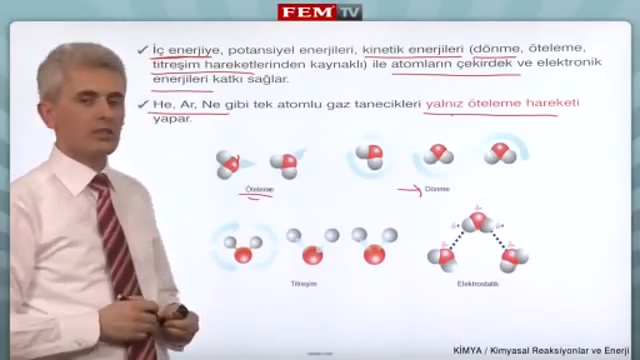 FEM TV
✓ İç enerjiye, potansiyel enerjileri, kinetik enerjileri (dönme, öteleme,
titreşim hareketlerinden kaynaklı) ile atomların çekirdek ve elektronik
enerjileri katkı sağlar.
✓ He, Ar, Ne gibi tek atomlu gaz tanecikleri yalnız öteleme hareketi
yapar.
Öteleme
Dönme
δ-
δ+ δ+
δ- δ-
Titreşim
Elektrostatik
KİMYA / Kimyasal Reaksiyonlar ve Enerji